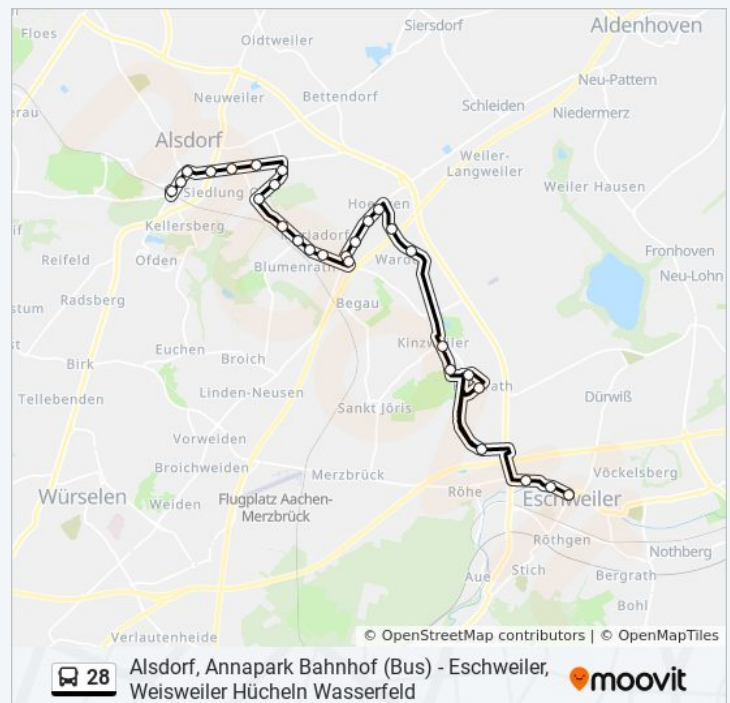 Floes
Siersdorf
Aldenhoven
Oidtweiler
Neu-Pattern
Neuweiler
Bettendorf
Schleiden
Niedermerz
erau
Alsdorf
Weiler-
Langweiler
Weiler Hausen
Siedlung
Hoengen
Kellersberg
Mariadorf
Fronhoven
Reifeld
Ofden
Blumenrath
Warden
Neu-Lohn
Radsberg
Begau
Euchen
Broich
Kinzweiler
Birk
Linden-Neusen
Dürwiß
Tellebenden
Sankt Jöris
Vorweiden
Broichweiden
Merzbrück
Vöckelsberg
Würselen
Weiden
Flugplatz Aachen-
Merzbrück
Röhe
Eschweiler
Röthgen
Nothberg
Aue
Stich
Bergrath
Bohl
Verlautenheide
© OpenStreetMap contributors | © OpenMapTiles
28
Alsdorf, Annapark Bahnhof (Bus) - Eschweiler,
Weisweiler Hücheln Wasserfeld
moovit